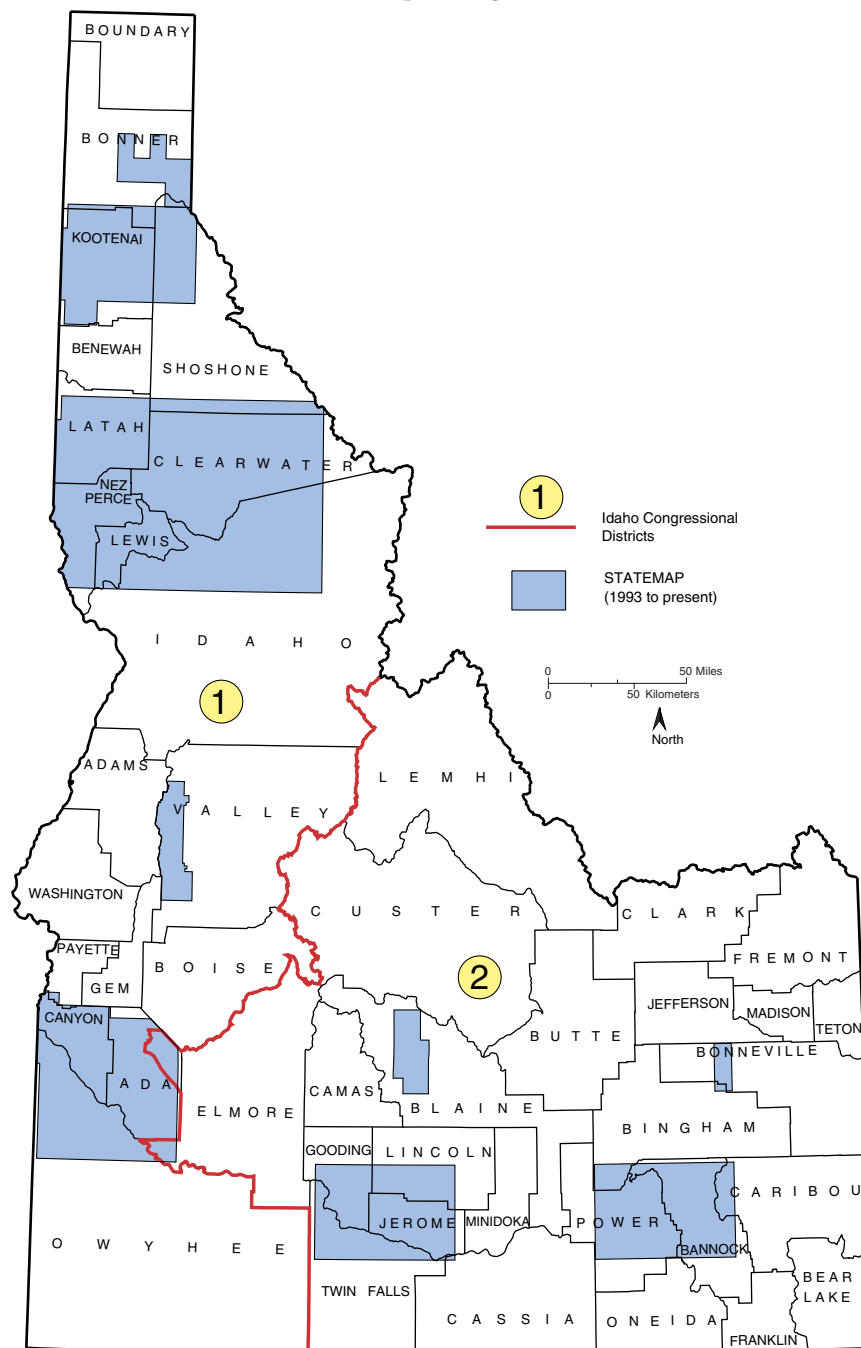 BOUNDARY
BONNER
KOOTENAI
BENEWAH
SHOSHONE
LATAH
CLEARWATER
NEZ
PERCE
LEWIS
1
Idaho Congressional
Districts
STATEMAP
(1993 to present)
IDAHO
0 50 Miles
0 50 Kilometers
North
1
ADAMS
LEMHI
VALLEY
WASHINGTON
CUSTER
CLARK
PAYETTE
BOISE
FREMONT
GEM
2
JEFFERSON
MADISON
TETON
CANYON
BUTTE
BONNEVILLE
ADA
CAMAS
ELMORE
BLAINE
BINGHAM
GOODING
LINCOLN
CARIBOU
JEROME
MINIDOKA
POWER
BANNOCK
OWYHEE
BEAR
LAKE
TWIN FALLS
CASSIA
ONEIDA
FRANKLIN